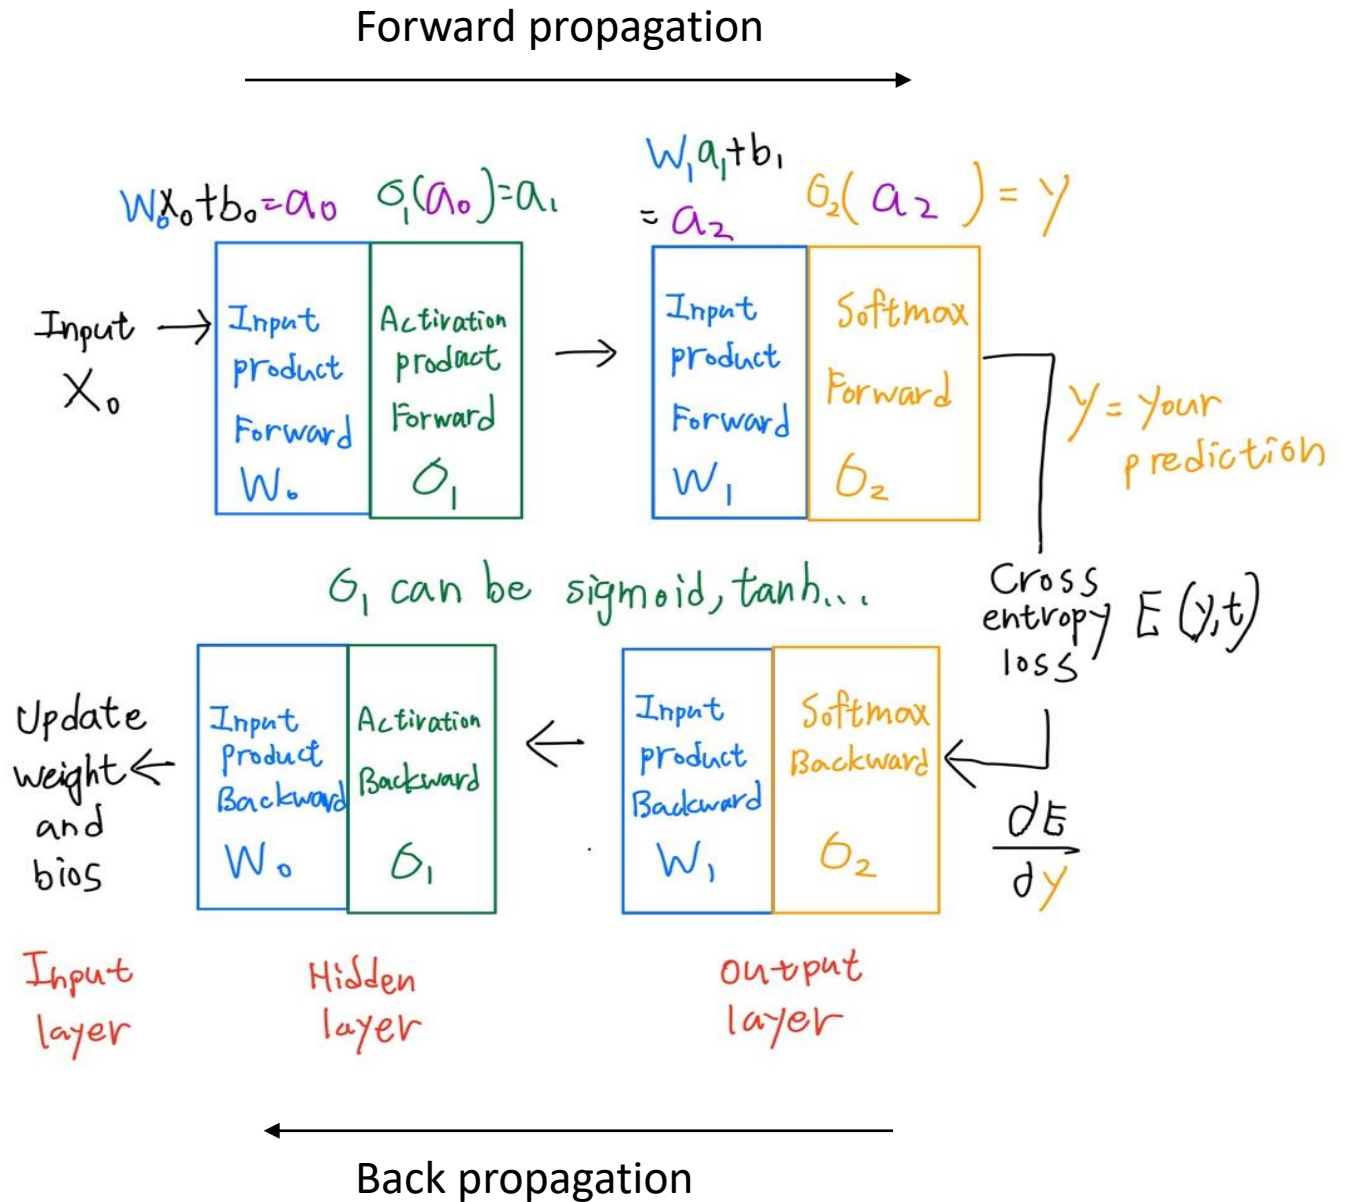 Forward propagation
W₀x₀+b₀=a₀
σ₁(a₀)=a₁
W₁a₁+b₁
=a₂
σ₂(a₂)=y
Input
X₀
Input
product
Forward
W₀
Activation
product
Forward
σ₁
Input
product
Forward
W₁
Softmax
Forward
σ₂
y = your
prediction
σ₁ can be sigmoid, tanh...
Cross
entropy
loss
E(y,t)
Update
weight
and
bios
Input
product
Backward
W₀
Activation
Backward
σ₁
Input
product
Backward
W₁
Softmax
Backward
σ₂
dE
dy
Input
layer
Hidden
layer
output
layer
Back propagation